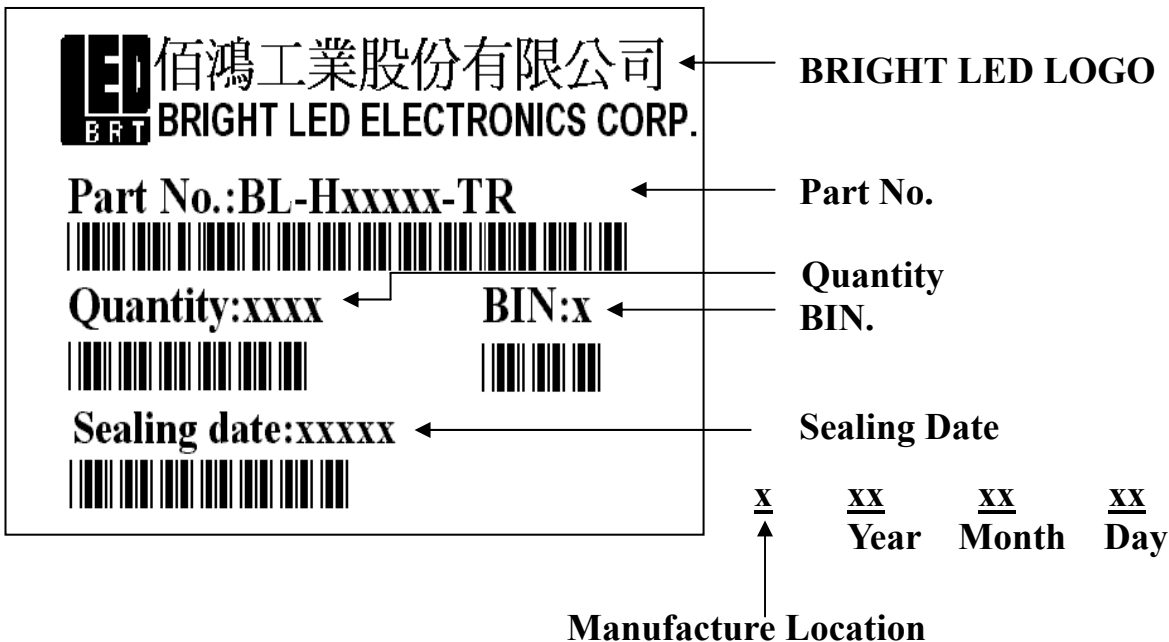 LED 佰鴻工業股份有限公司
BRT BRIGHT LED ELECTRONICS CORP.
BRIGHT LED LOGO
Part No.:BL-Hxxxxx-TR
Part No.
Quantity:xxxx
BIN:x
Quantity
BIN.
Sealing date:xxxxx
Sealing Date
x xx xx xx
Year Month Day
Manufacture Location